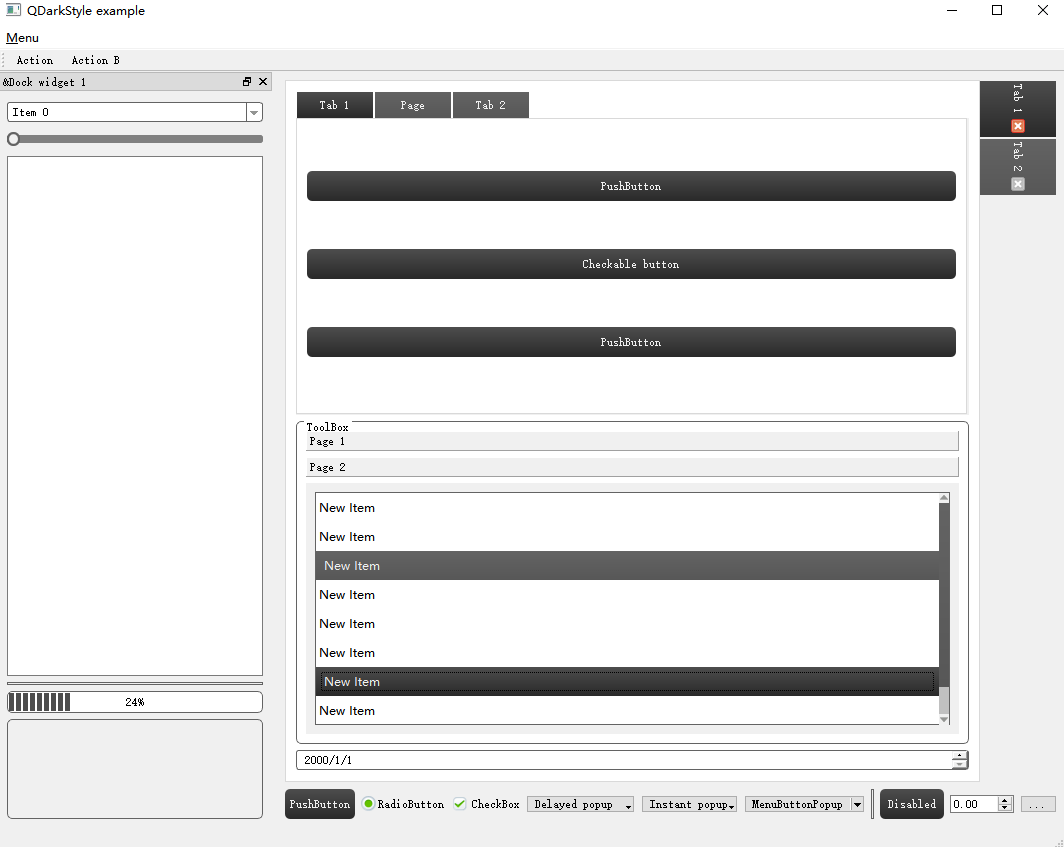 QDarkStyle example
Menu
Action Action B
&Dock widget 1
Item 0
24%
Tab 1 Page Tab 2
PushButton
Checkable button
PushButton
ToolBox
Page 1
Page 2
New Item
New Item
New Item
New Item
New Item
New Item
New Item
New Item
2000/1/1
Tab 1
Tab 2
PushButton RadioButton CheckBox Delayed popup Instant popup MenuButtonPopup Disabled 0.00 ...